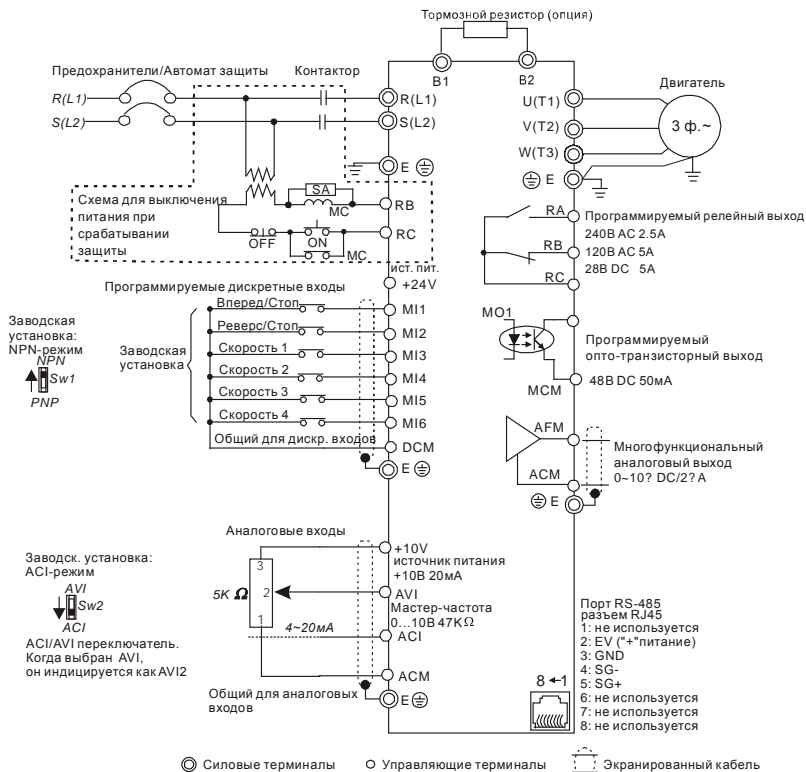 Тормозной резистор (опция)
B1
B2
Предохранители/Автомат защиты
Контактор
Двигатель
R(L1)
R(L1)
U(T1)
S(L2)
S(L2)
V(T2)
3 ф.~
W(T3)
E
E
Схема для выключения
питания при
срабатывании
защиты
SA
MC
RB
OFF
ON
MC
RC
RA
Программируемый релейный выход
240В AC 2.5А
RB
120В AC 5А
28В DC 5А
RC
ист. пит.
+24V
Программируемые дискретные входы
Заводская
установка:
NPN-режим
NPN
Sw1
PNP
Заводская
установка
Вперед/Стоп
MI1
Реверс/Стоп
MI2
Скорость 1
MI3
Скорость 2
MI4
Скорость 3
MI5
Скорость 4
MI6
Общий для дискр. входов
DCM
E
MO1
Программируемый
опто-транзисторный выход
MCM
48В DC 50мА
AFM
Многофункциональный
аналоговый выход
0~10? DC/2? А
ACM
E
Аналоговые входы
Заводск. установка:
ACI-режим
AVI
Sw2
ACI
ACI/AVI переключатель.
Когда выбран AVI,
он индицируется как AVI2
+10V
источник питания
+10В 20мА
3
5K Ω
2
AVI
Мастер-частота
0...10В 47KΩ
1
4~20мА
ACI
ACM
Общий для аналоговых
входов
E
Порт RS-485
разъем RJ45
1: не используется
2: EV ("+"питание)
3: GND
4: SG-
5: SG+
6: не используется
7: не используется
8: не используется
8←1
Силовые терминалы
Управляющие терминалы
Экранированный кабель